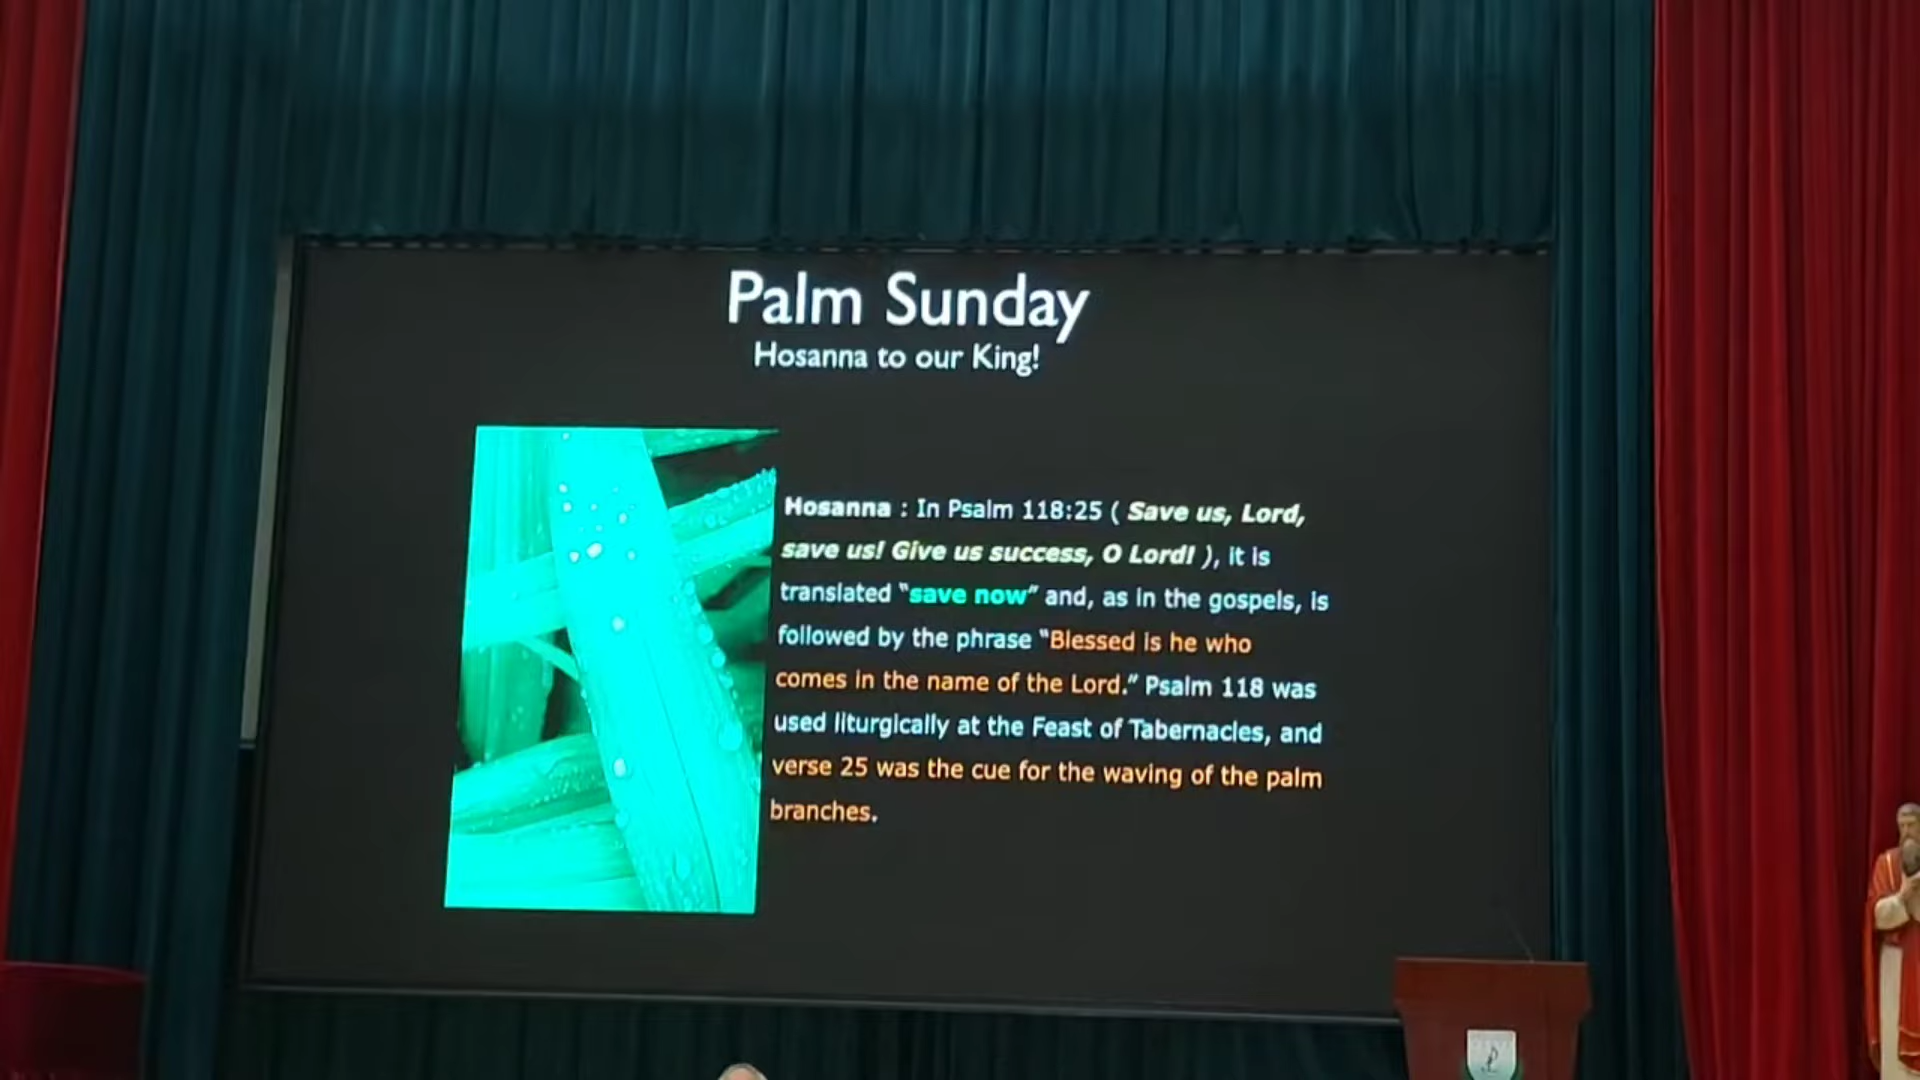 Palm Sunday
Hosanna to our King!
Hosanna : In Psalm 118:25 ( Save us, Lord,
save us! Give us success, O Lord! ), it is
translated "save now" and, as in the gospels, is
followed by the phrase "Blessed is he who
comes in the name of the Lord." Psalm 118 was
used liturgically at the Feast of Tabernacles, and
verse 25 was the cue for the waving of the palm
branches.